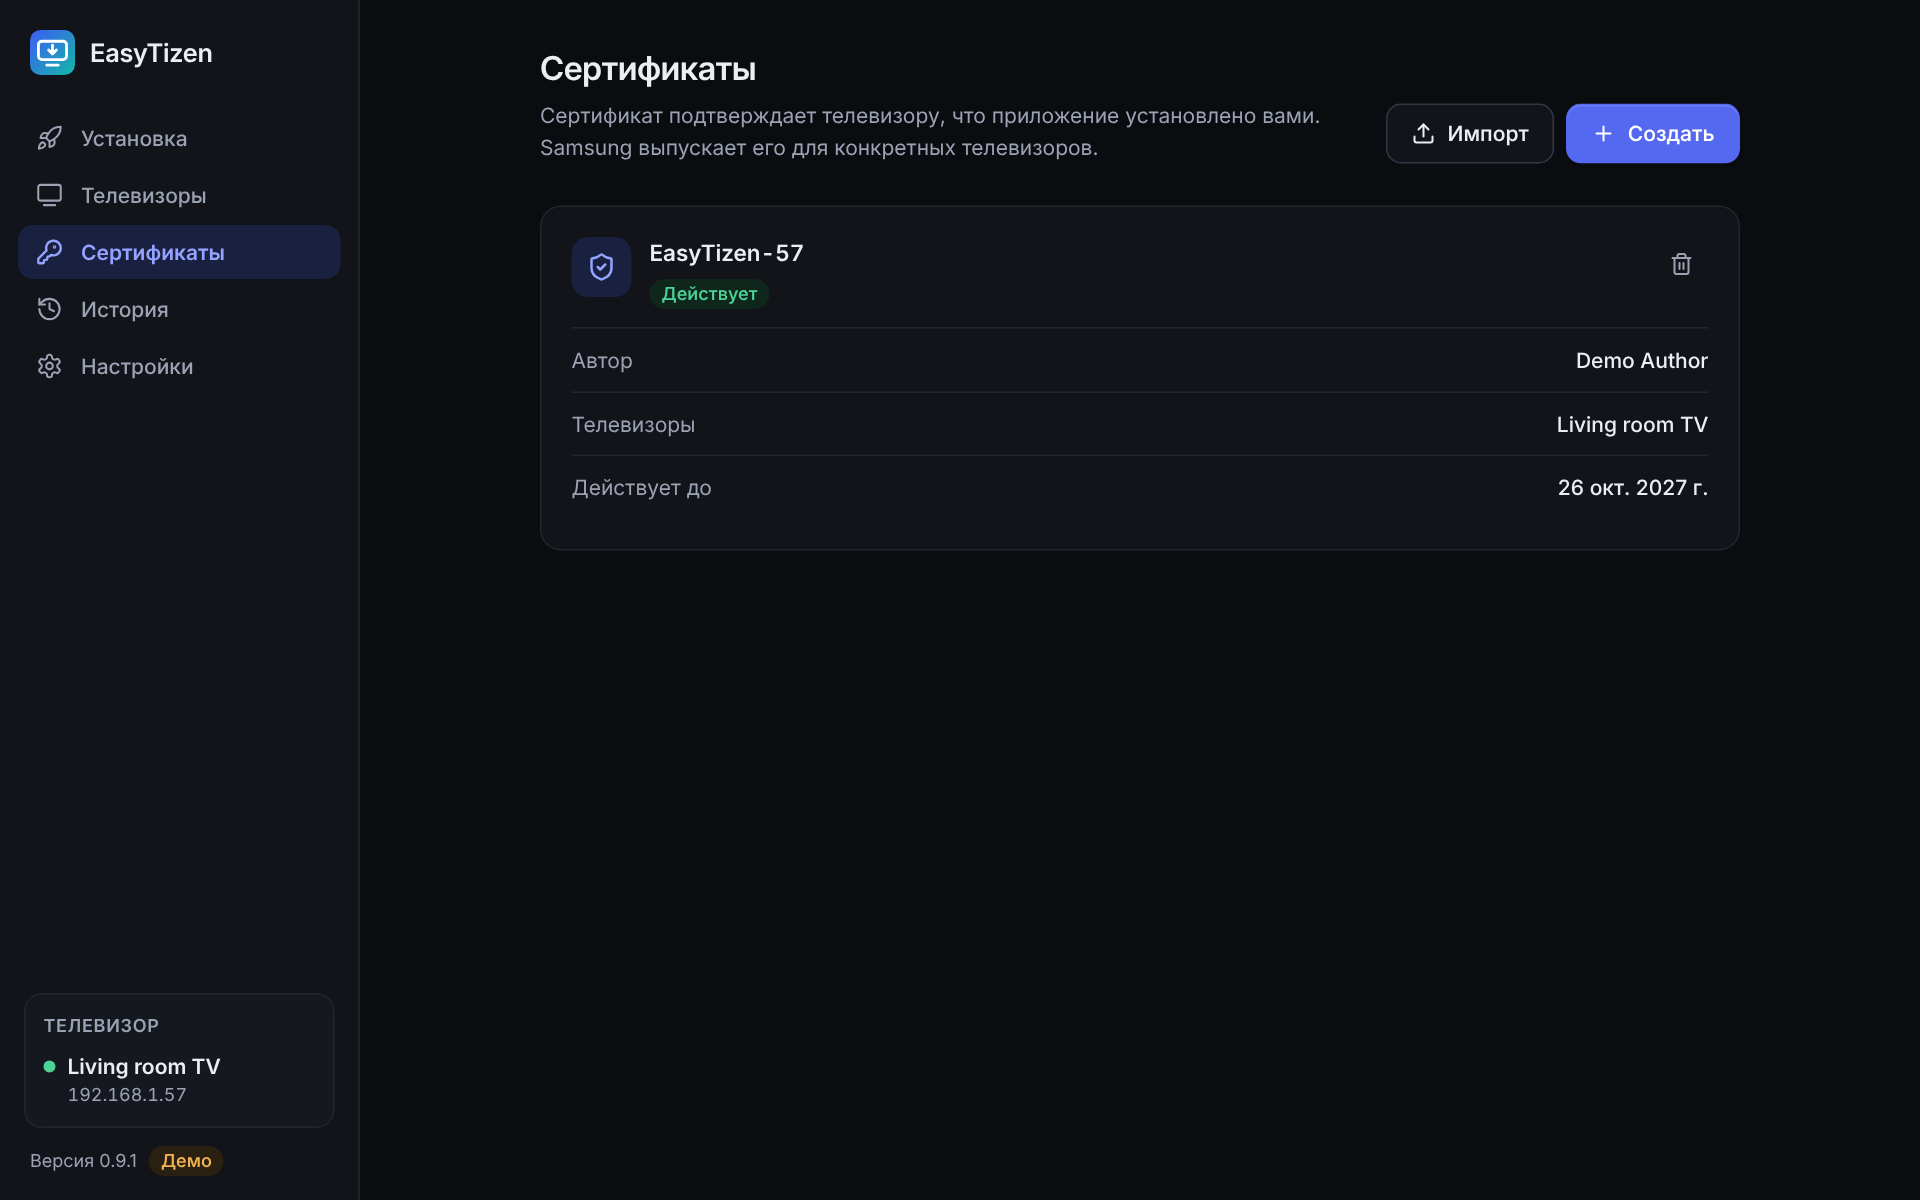 EasyTizen
Установка
Телевизоры
Сертификаты
История
Настройки
ТЕЛЕВИЗОР
Living room TV
192.168.1.57
Версия 0.9.1 Демо
Сертификаты
Сертификат подтверждает телевизору, что приложение установлено вами.
Samsung выпускает его для конкретных телевизоров.
Импорт
Создать
EasyTizen-57
Действует
Автор Demo Author
Телевизоры Living room TV
Действует до 26 окт. 2027 г.